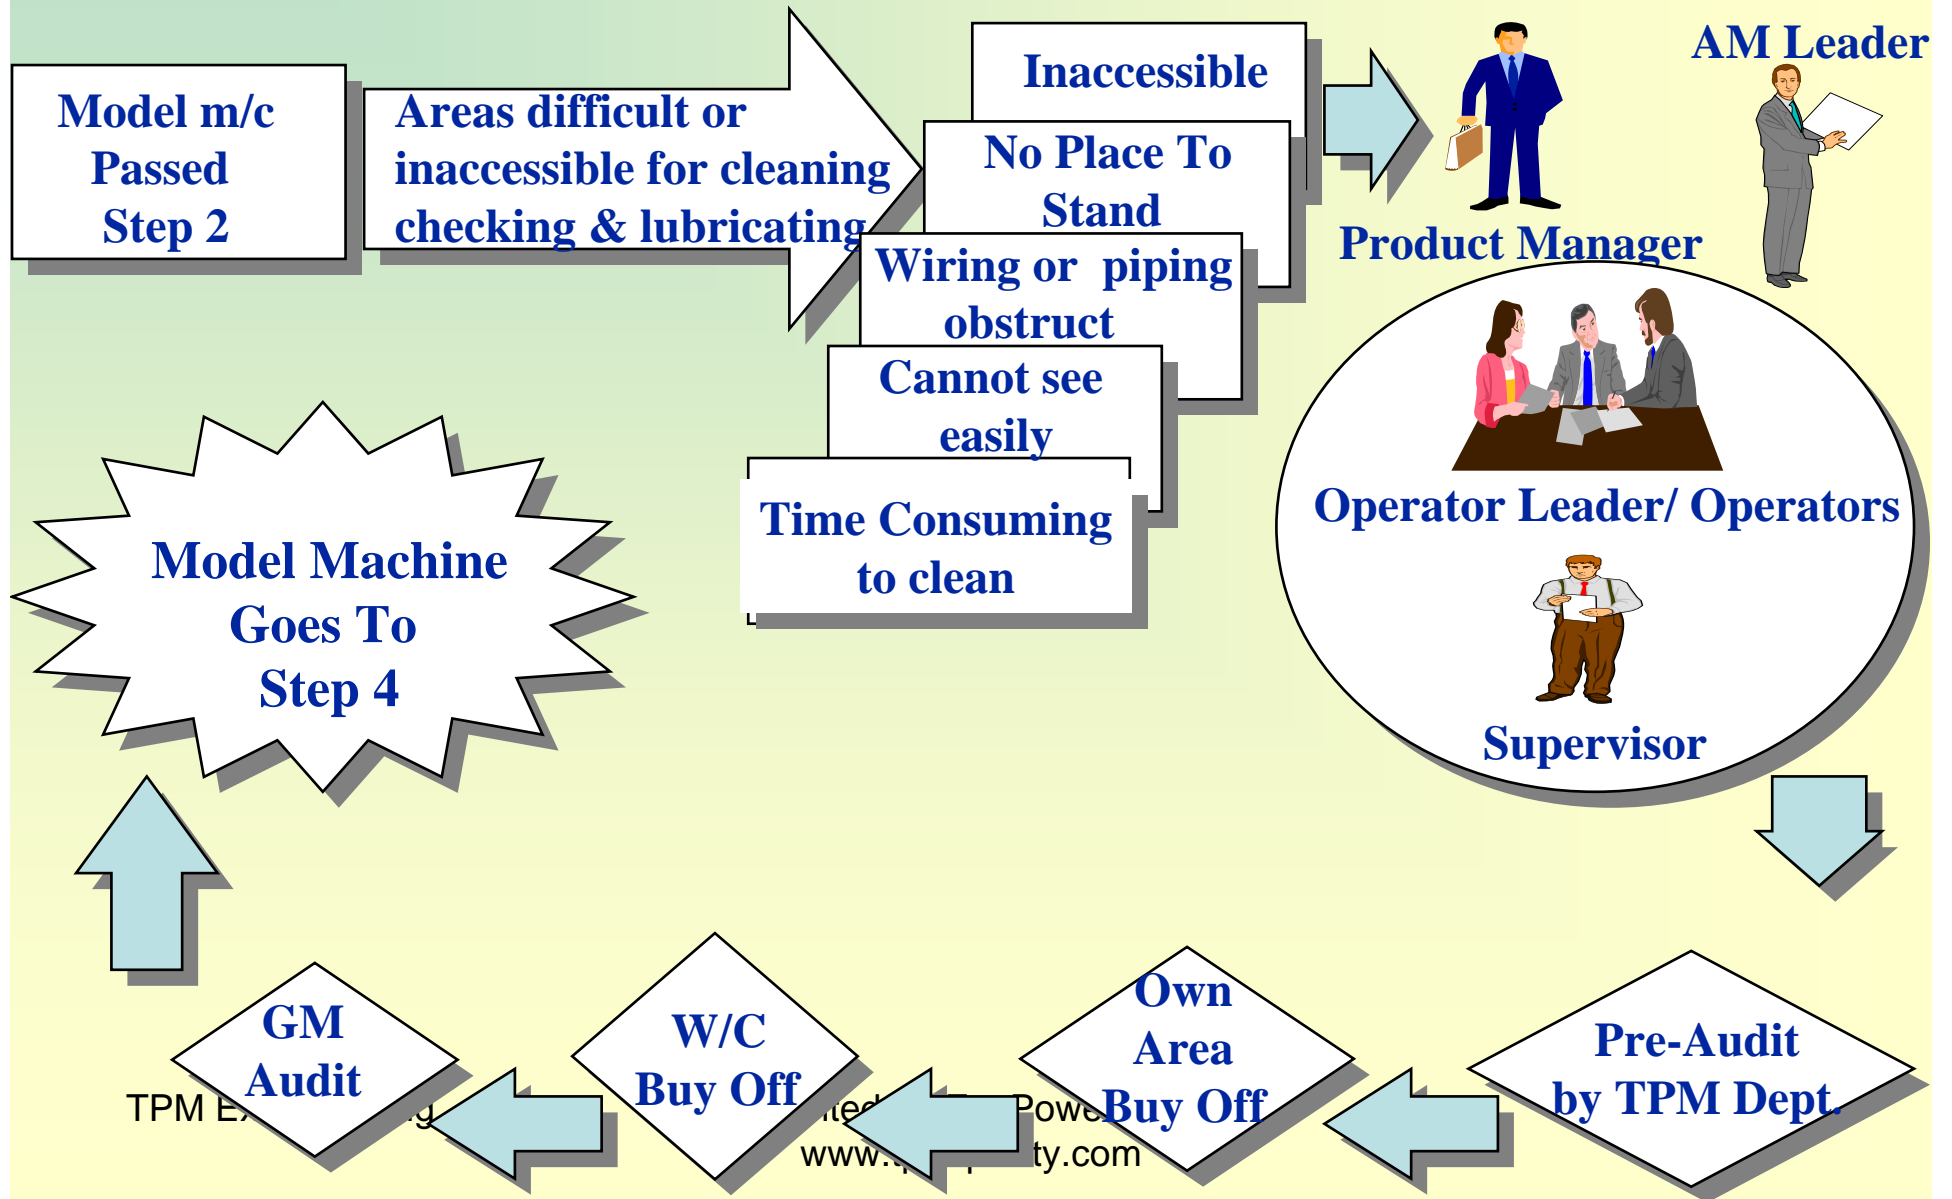 Model m/c
Passed
Step 2
Areas difficult or
inaccessible for cleaning
checking & lubricating
Inaccessible
No Place To
Stand
Wiring or piping
obstruct
Cannot see
easily
Time Consuming
to clean
AM Leader
Product Manager
Operator Leader/ Operators
Supervisor
Model Machine
Goes To
Step 4
GM
Audit
W/C
Buy Off
Own
Area
Buy Off
Pre-Audit
by TPM Dept.
TPM